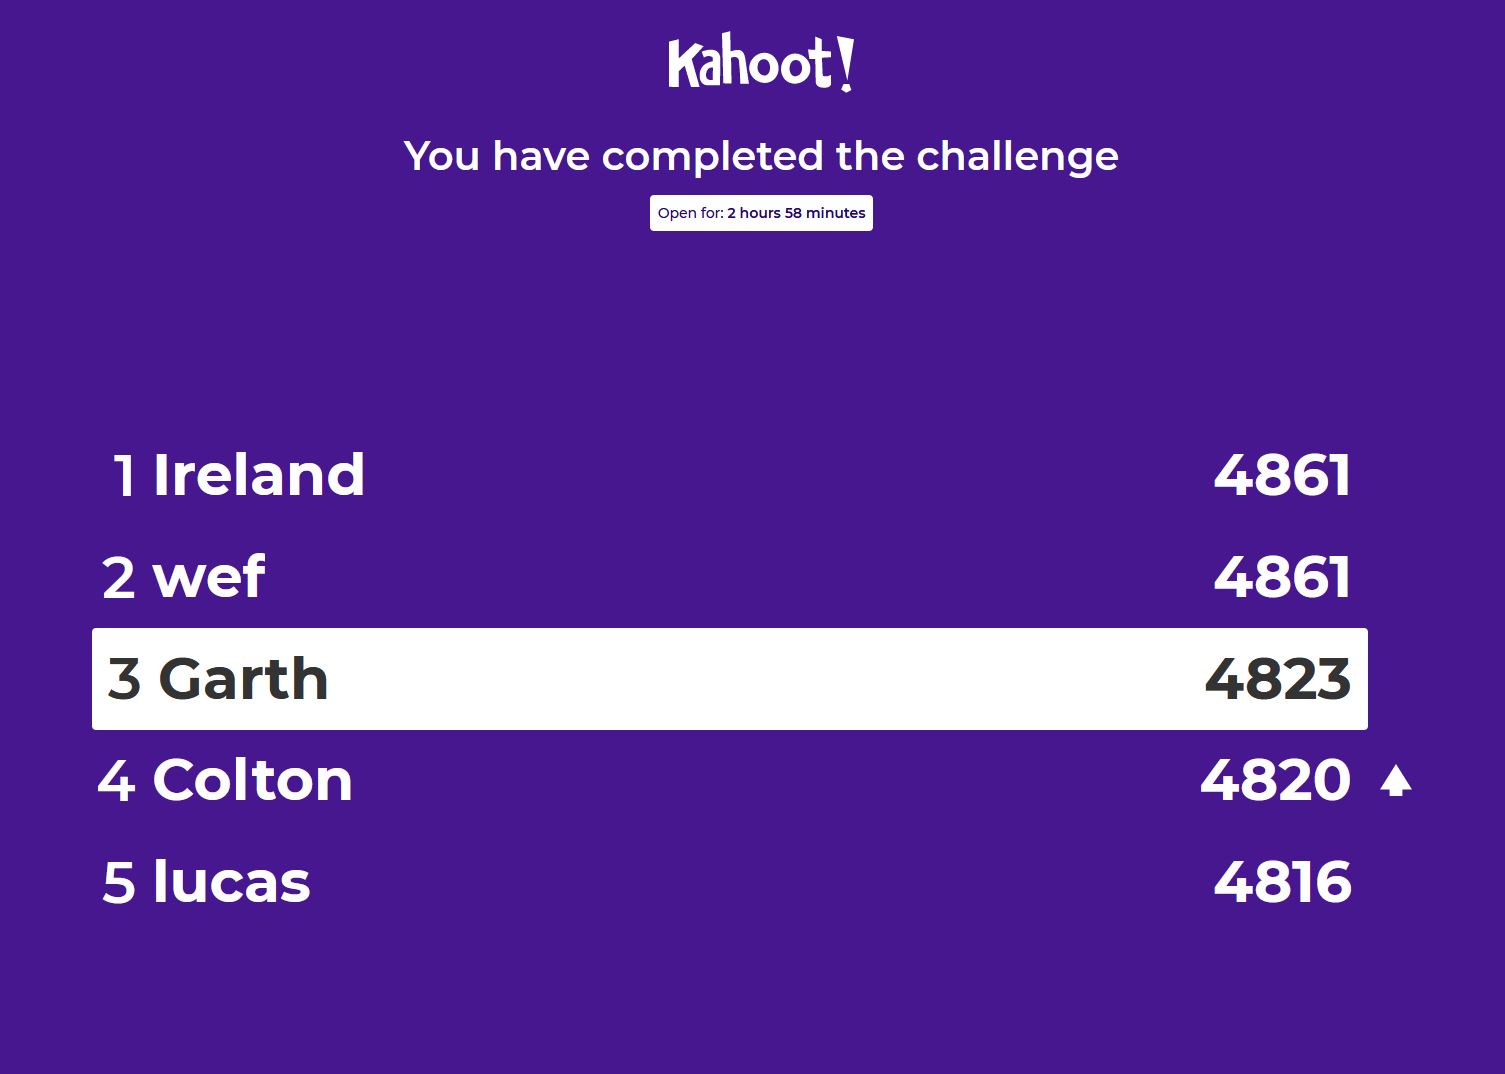 Kahoot!
You have completed the challenge
Open for: 2 hours 58 minutes
1 Ireland 4861
2 wef 4861
3 Garth 4823
4 Colton 4820
5 lucas 4816